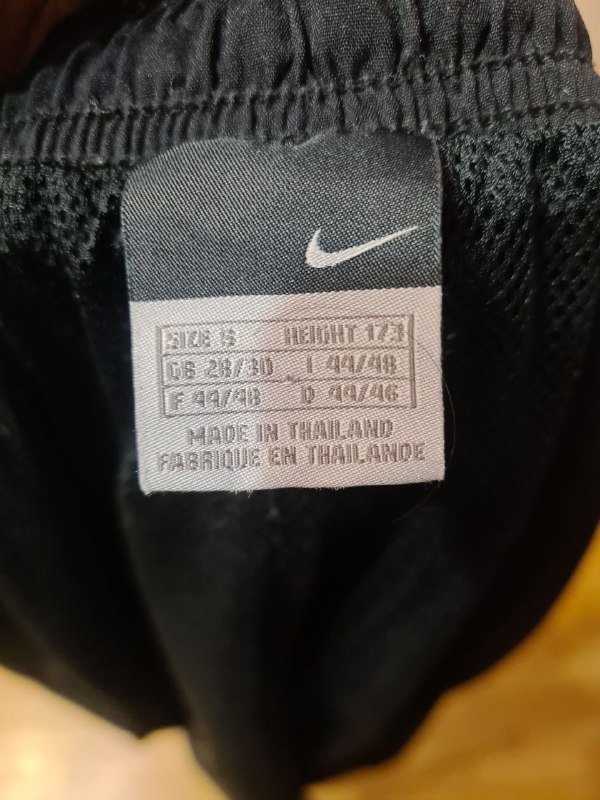 SIZE S HEIGHT 173
GB 28/30 I 44/48
F 44/48 D 44/46
MADE IN THAILAND
FABRIQUE EN THAILANDE